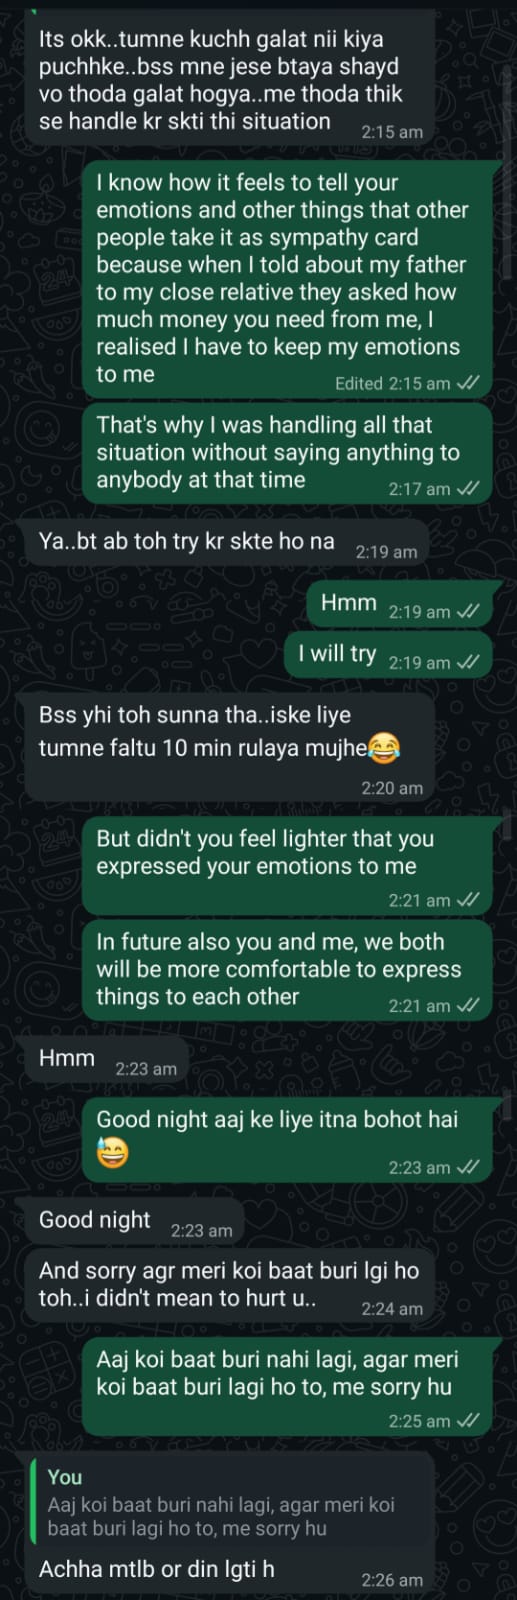 Its okk..tumne kuchh galat nii kiya
puchhke..bss mne jese btaya shayd
vo thoda galat hogya..me thoda thik
se handle kr skti thi situation
2:15 am
I know how it feels to tell your
emotions and other things that other
people take it as sympathy card
because when I told about my father
to my close relative they asked how
much money you need from me, I
realised I have to keep my emotions
to me
Edited 2:15 am
That's why I was handling all that
situation without saying anything to
anybody at that time
2:17 am
Ya..bt ab toh try kr skte ho na
2:19 am
Hmm
2:19 am
I will try
2:19 am
Bss yhi toh sunna tha..iske liye
tumne faltu 10 min rulaya mujhe😂
2:20 am
But didn't you feel lighter that you
expressed your emotions to me
2:21 am
In future also you and me, we both
will be more comfortable to express
things to each other
2:21 am
Hmm
2:23 am
Good night aaj ke liye itna bohot hai
😅
2:23 am
Good night
2:23 am
And sorry agr meri koi baat buri lgi ho
toh..i didn't mean to hurt u..
2:24 am
Aaj koi baat buri nahi lagi, agar meri
koi baat buri lagi ho to, me sorry hu
2:25 am
You
Aaj koi baat buri nahi lagi, agar meri koi
baat buri lagi ho to, me sorry hu
Achha mtlb or din lgti h
2:26 am